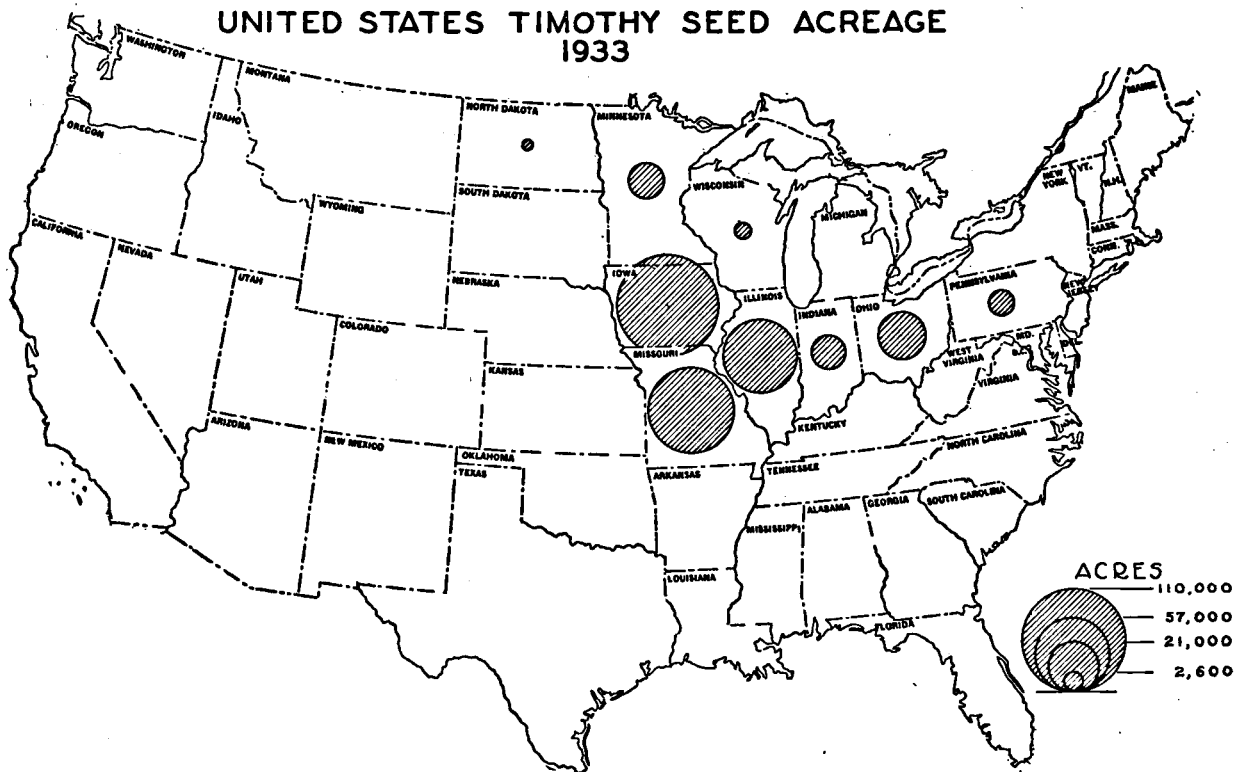 UNITED STATES TIMOTHY SEED ACREAGE
1933
WASHINGTON
MONTANA
NORTH DAKOTA
MINNESOTA
MAINE
OREGON
IDAHO
NEW YORK
VT.
N.H.
WISCONSIN
SOUTH DAKOTA
WYOMING
MICHIGAN
MASS.
CONN.
CALIFORNIA
NEVADA
UTAH
NEBRASKA
IOWA
ILLINOIS
INDIANA
OHIO
PENNSYLVANIA
NEW JERSEY
COLORADO
KANSAS
MISSOURI
WEST VIRGINIA
MD.
D.C.
DEL.
VIRGINIA
KENTUCKY
ARIZONA
NEW MEXICO
OKLAHOMA
TEXAS
ARKANSAS
TENNESSEE
NORTH CAROLINA
SOUTH CAROLINA
MISSISSIPPI
ALABAMA
GEORGIA
LOUISIANA
FLORIDA
ACRES
110,000
57,000
21,000
2,600